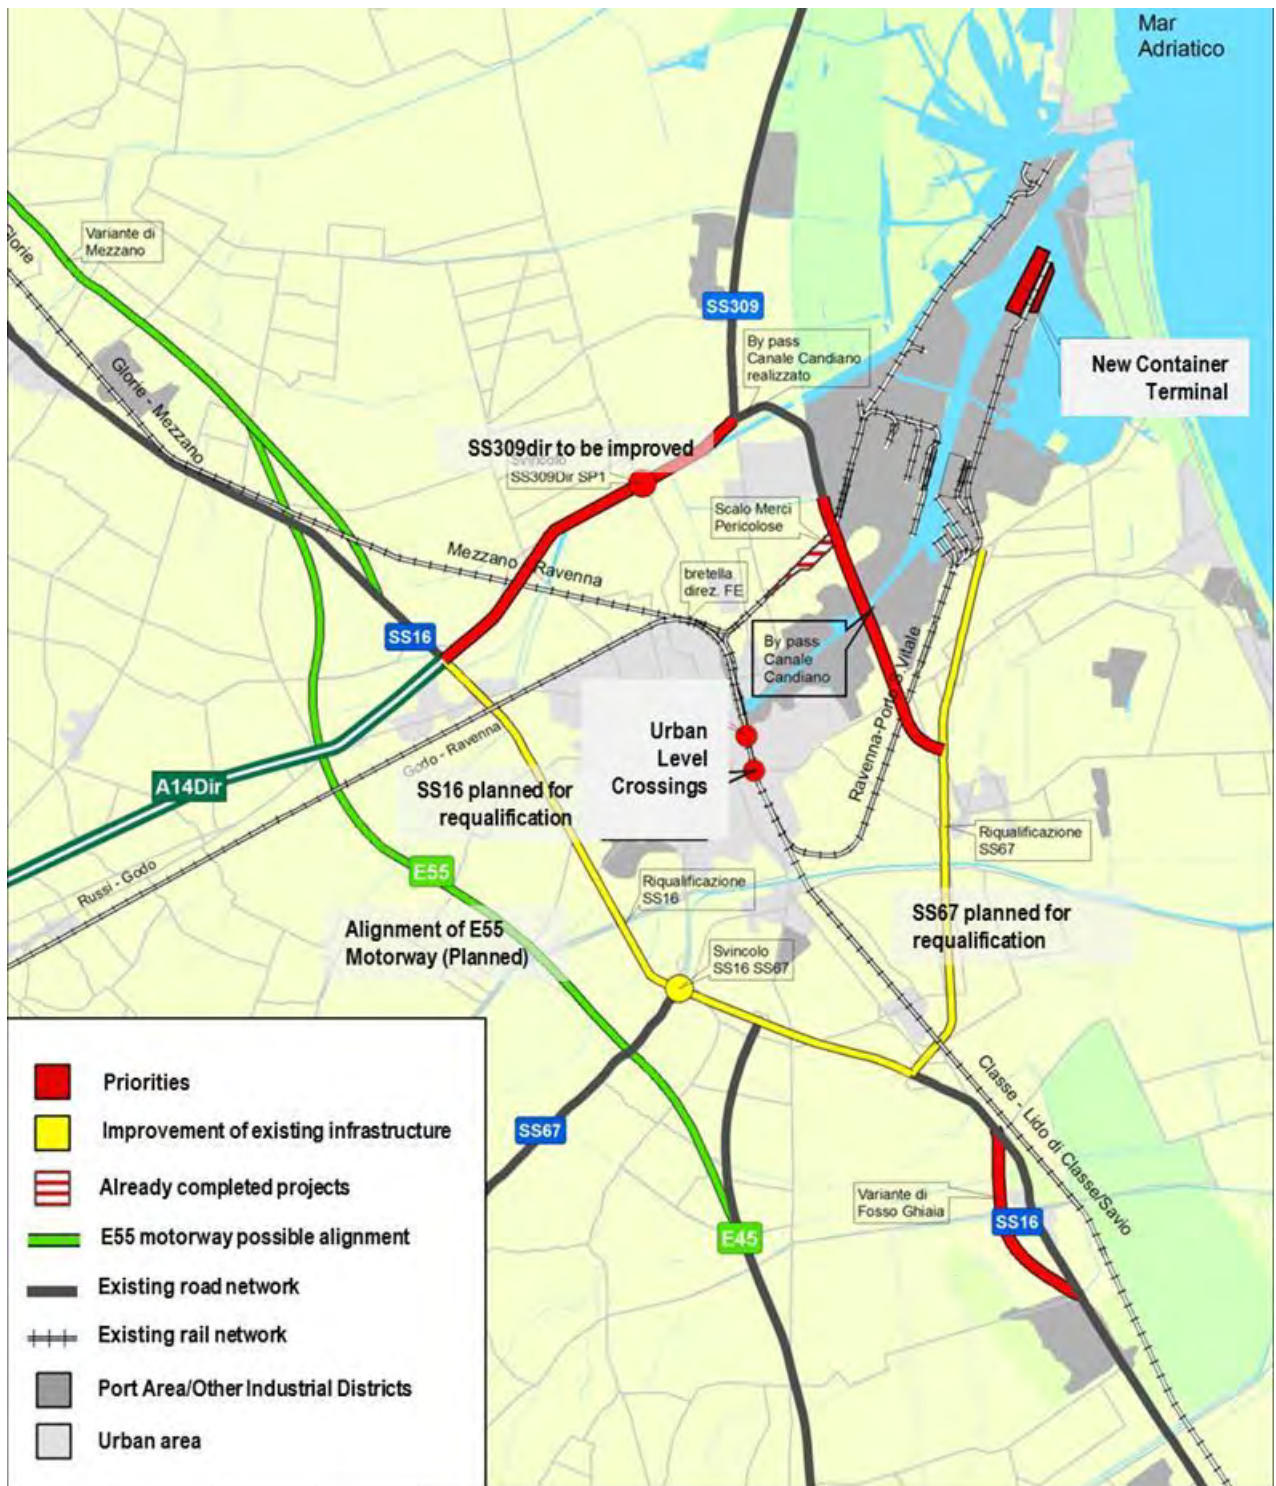 Mar
Adriatico
Variante di
Mezzano
Glorie
SS309
By pass
Canale Candiano
realizzato
New Container
Terminal
Glorie - Mezzano
SS309dir to be improved
Svincolo
SS309Dir SP1
Scalo Merci
Pericolose
Mezzano - Ravenna
bretella
direz. FE
SS16
By pass
Canale
Candiano
Ravenna-Porto S. Vitale
Urban
Level
Crossings
Godo - Ravenna
A14Dir
SS16 planned for
requalification
Riqualificazione
SS67
E55
Russi - Godo
Riqualificazione
SS16
SS67 planned for
requalification
Alignment of E55
Motorway (Planned)
Svincolo
SS16 SS67
Classe - Lido di Classe/Savio
SS67
Variante di
Fosso Ghiaia
SS16
E45
Priorities
Improvement of existing infrastructure
Already completed projects
E55 motorway possible alignment
Existing road network
Existing rail network
Port Area/Other Industrial Districts
Urban area